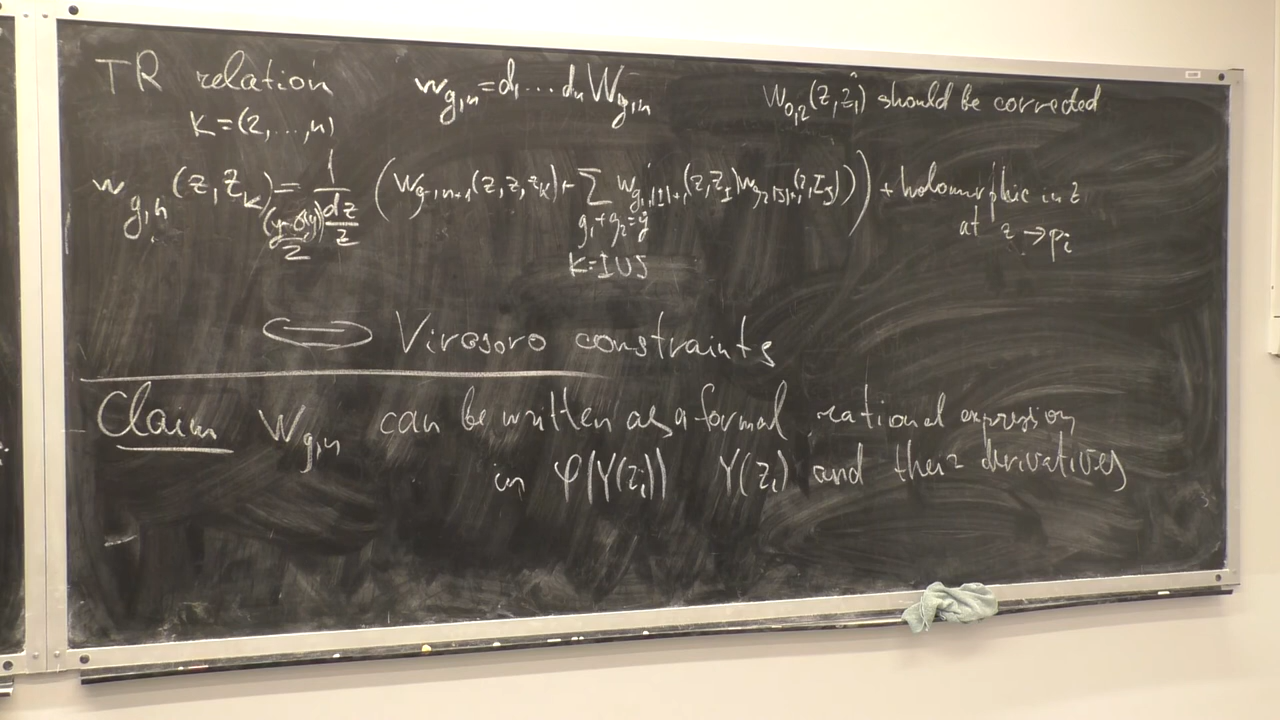 TR relation w_{g,n} = d_1 ... d_n W_{g,n} W_{0,2}(z, z_i) should be corrected
K = (2, ..., n)
w_{g,n}(z, z_K) = 1 / ((y - σ(y))/2 dz/z) (W_{g-1,n+1}(z, z, z_K) + Σ_{g_1+g_2=g, K=I∪J} w_{g_1,|I|+1}(z, z_I) w_{g_2,|J|+1}(z, z_J)) + holomorphic in z
at z → p_i
⟺ Virasoro constraints
Claim W_{g,n} can be written as a formal rational expression
in φ(Y(z_i)) Y(z_i) and their derivatives